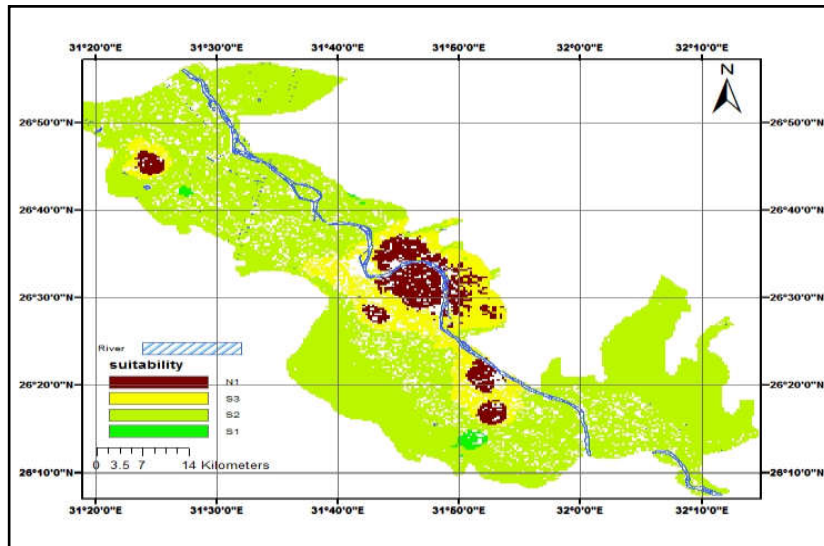 31°20'0"E 31°30'0"E 31°40'0"E 31°50'0"E 32°0'0"E 32°10'0"E
N
26°50'0"N 26°50'0"N
26°40'0"N 26°40'0"N
26°30'0"N 26°30'0"N
26°20'0"N 26°20'0"N
26°10'0"N 26°10'0"N
River
suitability
N1
S3
S2
S1
0 3.5 7 14 Kilometers
31°20'0"E 31°30'0"E 31°40'0"E 31°50'0"E 32°0'0"E 32°10'0"E